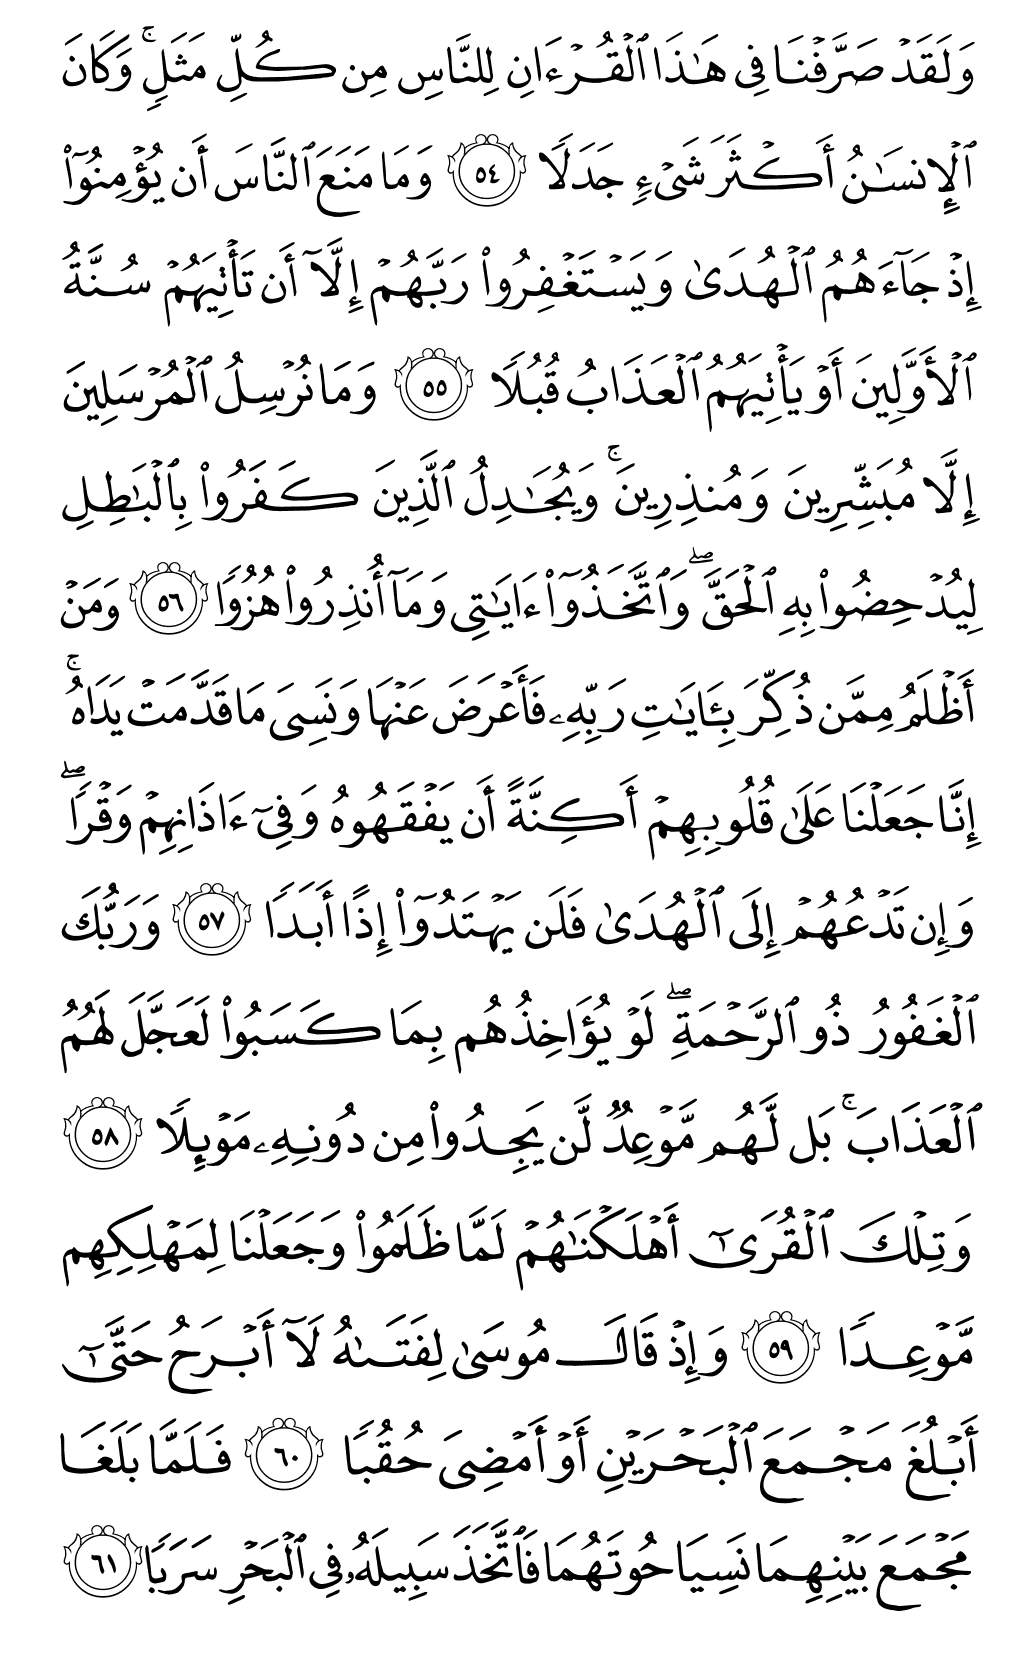 وَلَقَدۡ صَرَّفۡنَا فِي هَٰذَا ٱلۡقُرۡءَانِ لِلنَّاسِ مِن كُلِّ مَثَلٖۚ وَكَانَ
ٱلۡإِنسَٰنُ أَكۡثَرَ شَيۡءٖ جَدَلٗا ٥٤ وَمَا مَنَعَ ٱلنَّاسَ أَن يُؤۡمِنُوٓاْ
إِذۡ جَآءَهُمُ ٱلۡهُدَىٰ وَيَسۡتَغۡفِرُواْ رَبَّهُمۡ إِلَّآ أَن تَأۡتِيَهُمۡ سُنَّةُ
ٱلۡأَوَّلِينَ أَوۡ يَأۡتِيَهُمُ ٱلۡعَذَابُ قُبُلٗا ٥٥ وَمَا نُرۡسِلُ ٱلۡمُرۡسَلِينَ
إِلَّا مُبَشِّرِينَ وَمُنذِرِينَۚ وَيُجَٰدِلُ ٱلَّذِينَ كَفَرُواْ بِٱلۡبَٰطِلِ
لِيُدۡحِضُواْ بِهِ ٱلۡحَقَّۖ وَٱتَّخَذُوٓاْ ءَايَٰتِي وَمَآ أُنذِرُواْ هُزُوٗا ٥٦ وَمَنۡ
أَظۡلَمُ مِمَّن ذُكِّرَ بِـَٔايَٰتِ رَبِّهِۦ فَأَعۡرَضَ عَنۡهَا وَنَسِيَ مَا قَدَّمَتۡ يَدَاهُۚ
إِنَّا جَعَلۡنَا عَلَىٰ قُلُوبِهِمۡ أَكِنَّةً أَن يَفۡقَهُوهُ وَفِيٓ ءَاذَانِهِمۡ وَقۡرٗاۖ
وَإِن تَدۡعُهُمۡ إِلَى ٱلۡهُدَىٰ فَلَن يَهۡتَدُوٓاْ إِذًا أَبَدٗا ٥٧ وَرَبُّكَ
ٱلۡغَفُورُ ذُو ٱلرَّحۡمَةِۖ لَوۡ يُؤَاخِذُهُم بِمَا كَسَبُواْ لَعَجَّلَ لَهُمُ
ٱلۡعَذَابَۚ بَل لَّهُم مَّوۡعِدٞ لَّن يَجِدُواْ مِن دُونِهِۦ مَوۡئِلٗا ٥٨
وَتِلۡكَ ٱلۡقُرَىٰٓ أَهۡلَكۡنَٰهُمۡ لَمَّا ظَلَمُواْ وَجَعَلۡنَا لِمَهۡلِكِهِم
مَّوۡعِدٗا ٥٩ وَإِذۡ قَالَ مُوسَىٰ لِفَتَىٰهُ لَآ أَبۡرَحُ حَتَّىٰٓ
أَبۡلُغَ مَجۡمَعَ ٱلۡبَحۡرَيۡنِ أَوۡ أَمۡضِيَ حُقُبٗا ٦٠ فَلَمَّا بَلَغَا
مَجۡمَعَ بَيۡنِهِمَا نَسِيَا حُوتَهُمَا فَٱتَّخَذَ سَبِيلَهُۥ فِي ٱلۡبَحۡرِ سَرَبٗا ٦١